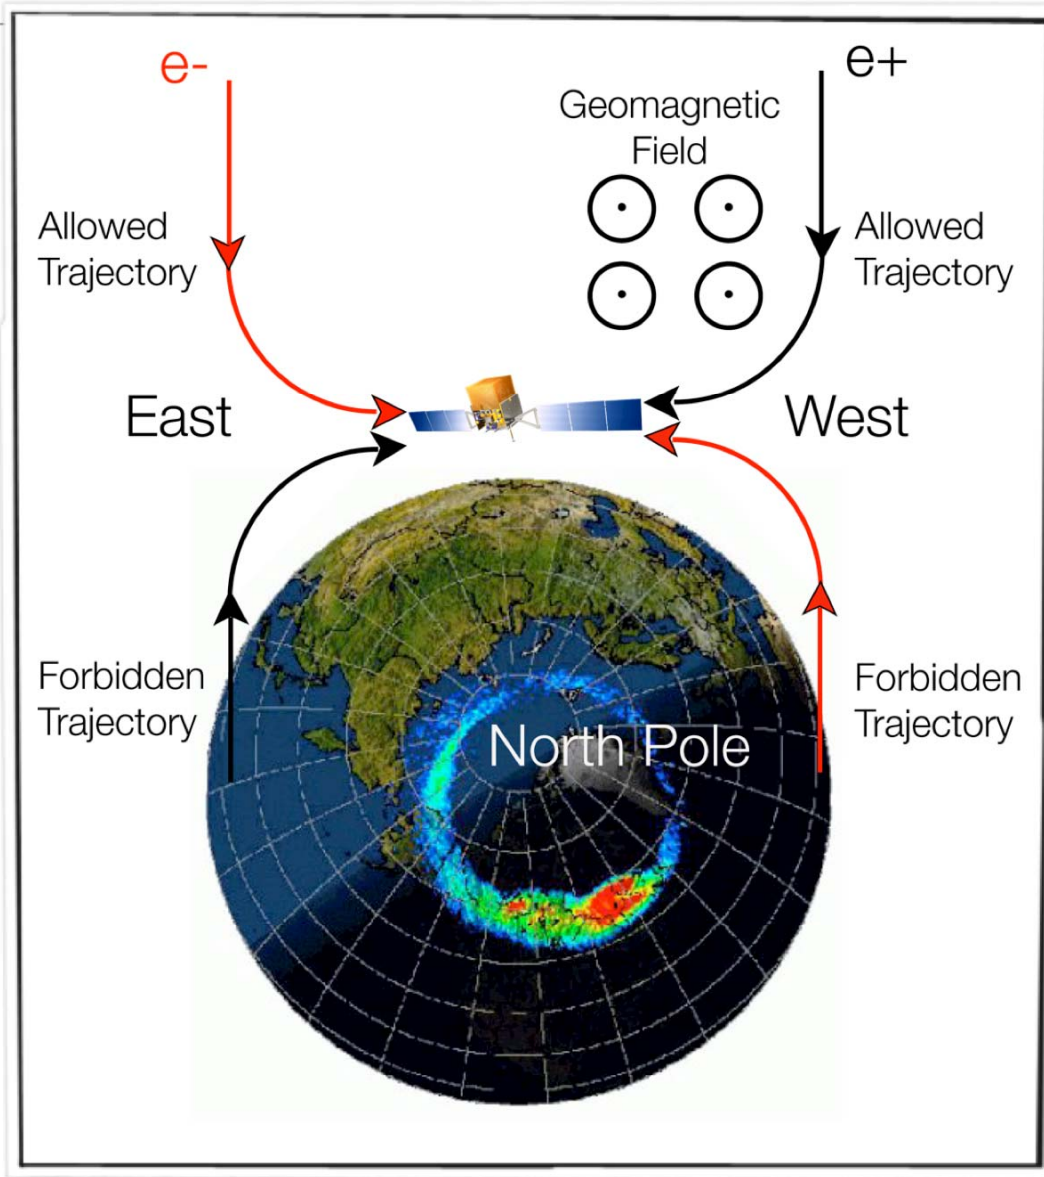 e-
e+
Geomagnetic
Field
Allowed
Trajectory
Allowed
Trajectory
East
West
Forbidden
Trajectory
Forbidden
Trajectory
North Pole